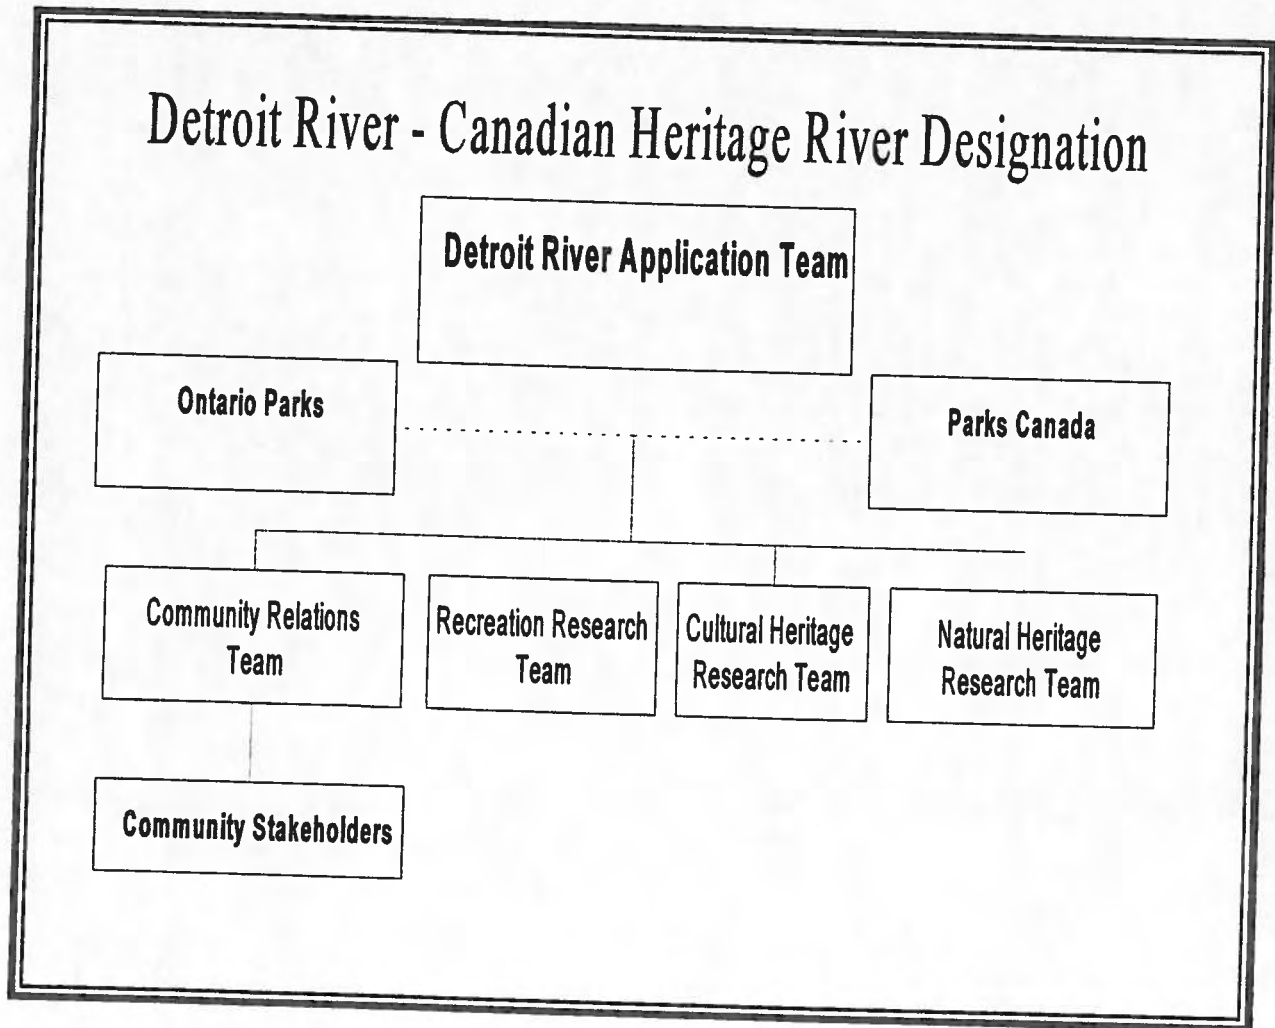 Detroit River - Canadian Heritage River Designation
Detroit River Application Team
Ontario Parks
Parks Canada
Community Relations
Team
Recreation Research
Team
Cultural Heritage
Research Team
Natural Heritage
Research Team
Community Stakeholders